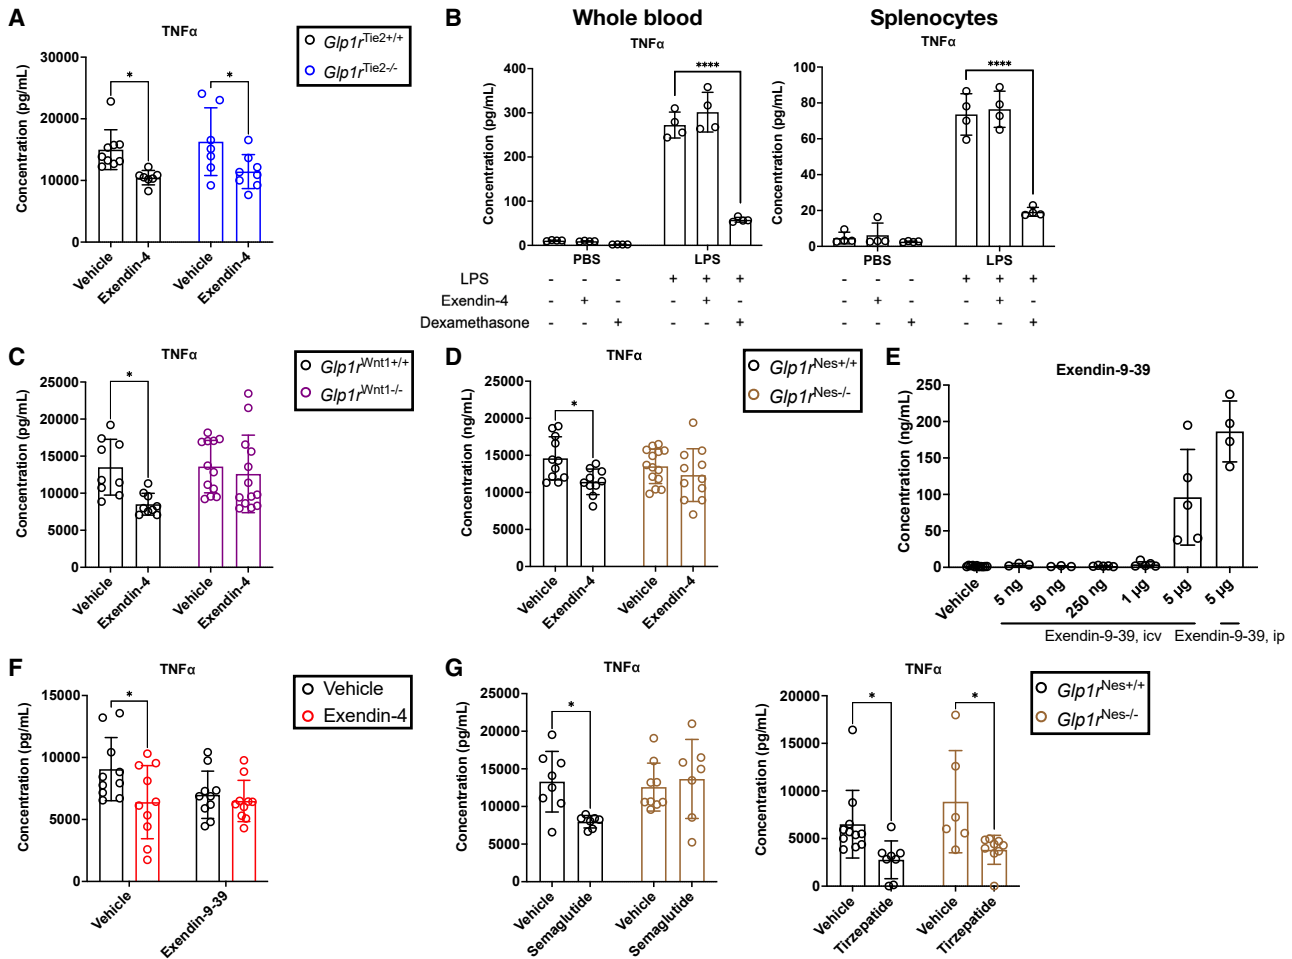 A
TNFα
Concentration (pg/mL)
30000
20000
10000
0
*
*
Vehicle
Exendin-4
Vehicle
Exendin-4
Glp1rTie2+/+
Glp1rTie2-/-
B
Whole blood
TNFα
Concentration (pg/mL)
400
300
200
100
0
****
PBS
LPS
Splenocytes
TNFα
Concentration (pg/mL)
100
80
60
40
20
0
****
PBS
LPS
LPS - - - + + + - - - + + +
Exendin-4 - + - - + - - + - - + -
Dexamethasone - - + - - + - - + - - +
C
TNFα
Concentration (pg/mL)
25000
20000
15000
10000
5000
0
*
Vehicle
Exendin-4
Vehicle
Exendin-4
Glp1rWnt1+/+
Glp1rWnt1-/-
D
TNFα
Concentration (pg/mL)
25000
20000
15000
10000
5000
0
*
Vehicle
Exendin-4
Vehicle
Exendin-4
Glp1rNes+/+
Glp1rNes-/-
E
Exendin-9-39
Concentration (ng/mL)
250
200
150
100
50
0
Vehicle
5 ng
50 ng
250 ng
1 µg
5 µg
5 µg
Exendin-9-39, icv
Exendin-9-39, ip
F
TNFα
Concentration (pg/mL)
15000
10000
5000
0
*
Vehicle
Exendin-9-39
Vehicle
Exendin-4
G
TNFα
Concentration (pg/mL)
25000
20000
15000
10000
5000
0
*
Vehicle
Semaglutide
Vehicle
Semaglutide
TNFα
Concentration (pg/mL)
20000
15000
10000
5000
0
*
*
Vehicle
Tirzepatide
Vehicle
Tirzepatide
Glp1rNes+/+
Glp1rNes-/-